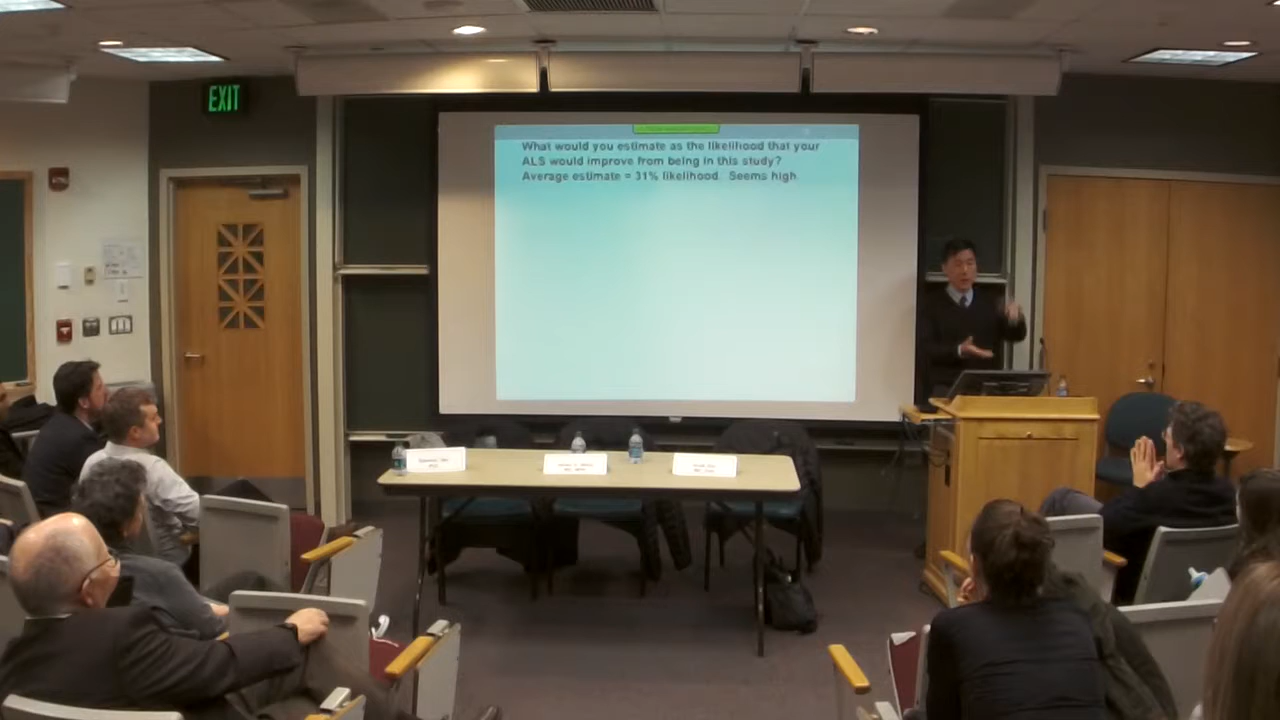 EXIT
What would you estimate as the likelihood that your
ALS would improve from being in this study?
Average estimate = 31% likelihood. Seems high.